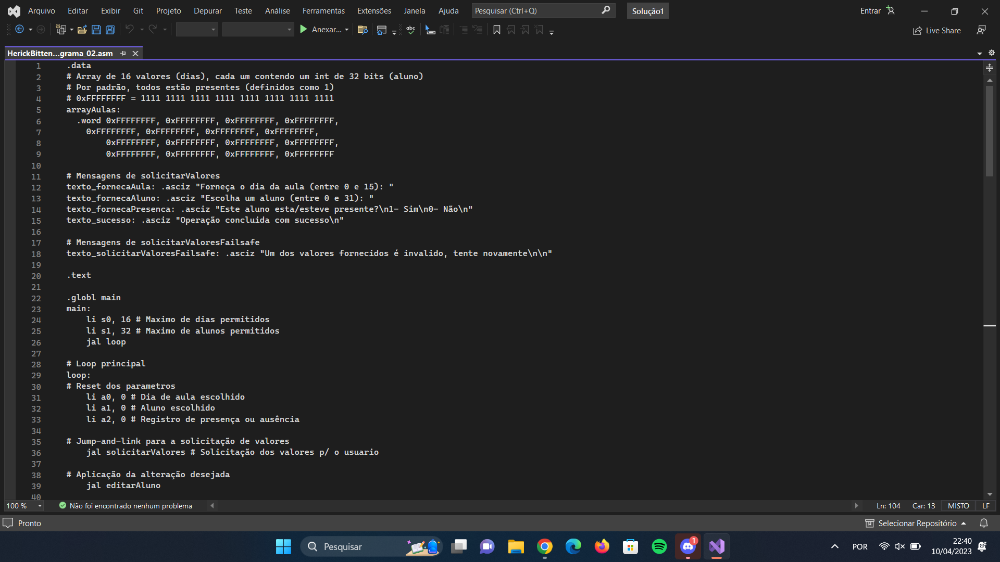 Arquivo Editar Exibir Git Projeto Depurar Teste Análise Ferramentas Extensões Janela Ajuda Pesquisar (Ctrl+Q) Solução1 Entrar
Anexar... abc Live Share
HerickBitten...grama_02.asm
1 .data
2 # Array de 16 valores (dias), cada um contendo um int de 32 bits (aluno)
3 # Por padrão, todos estão presentes (definidos como 1)
4 # 0xFFFFFFFF = 1111 1111 1111 1111 1111 1111 1111 1111
5 arrayAulas:
6 .word 0xFFFFFFFF, 0xFFFFFFFF, 0xFFFFFFFF, 0xFFFFFFFF,
7 0xFFFFFFFF, 0xFFFFFFFF, 0xFFFFFFFF, 0xFFFFFFFF,
8 0xFFFFFFFF, 0xFFFFFFFF, 0xFFFFFFFF, 0xFFFFFFFF,
9 0xFFFFFFFF, 0xFFFFFFFF, 0xFFFFFFFF, 0xFFFFFFFF
10
11 # Mensagens de solicitarValores
12 texto_fornecaAula: .asciz "Forneça o dia da aula (entre 0 e 15): "
13 texto_fornecaAluno: .asciz "Escolha um aluno (entre 0 e 31): "
14 texto_fornecaPresenca: .asciz "Este aluno esta/esteve presente?\n1- Sim\n0- Não\n"
15 texto_sucesso: .asciz "Operação concluida com sucesso\n"
16
17 # Mensagens de solicitarValoresFailsafe
18 texto_solicitarValoresFailsafe: .asciz "Um dos valores fornecidos é invalido, tente novamente\n\n"
19
20 .text
21
22 .globl main
23 main:
24 li s0, 16 # Maximo de dias permitidos
25 li s1, 32 # Maximo de alunos permitidos
26 jal loop
27
28 # Loop principal
29 loop:
30 # Reset dos parametros
31 li a0, 0 # Dia de aula escolhido
32 li a1, 0 # Aluno escolhido
33 li a2, 0 # Registro de presença ou ausência
34
35 # Jump-and-link para a solicitação de valores
36 jal solicitarValores # Solicitação dos valores p/ o usuario
37
38 # Aplicação da alteração desejada
39 jal editarAluno
40
100 % Não foi encontrado nenhum problema Ln: 104 Car: 13 MISTO LF
Pronto Selecionar Repositório
Pesquisar 1 POR 22:40
10/04/2023